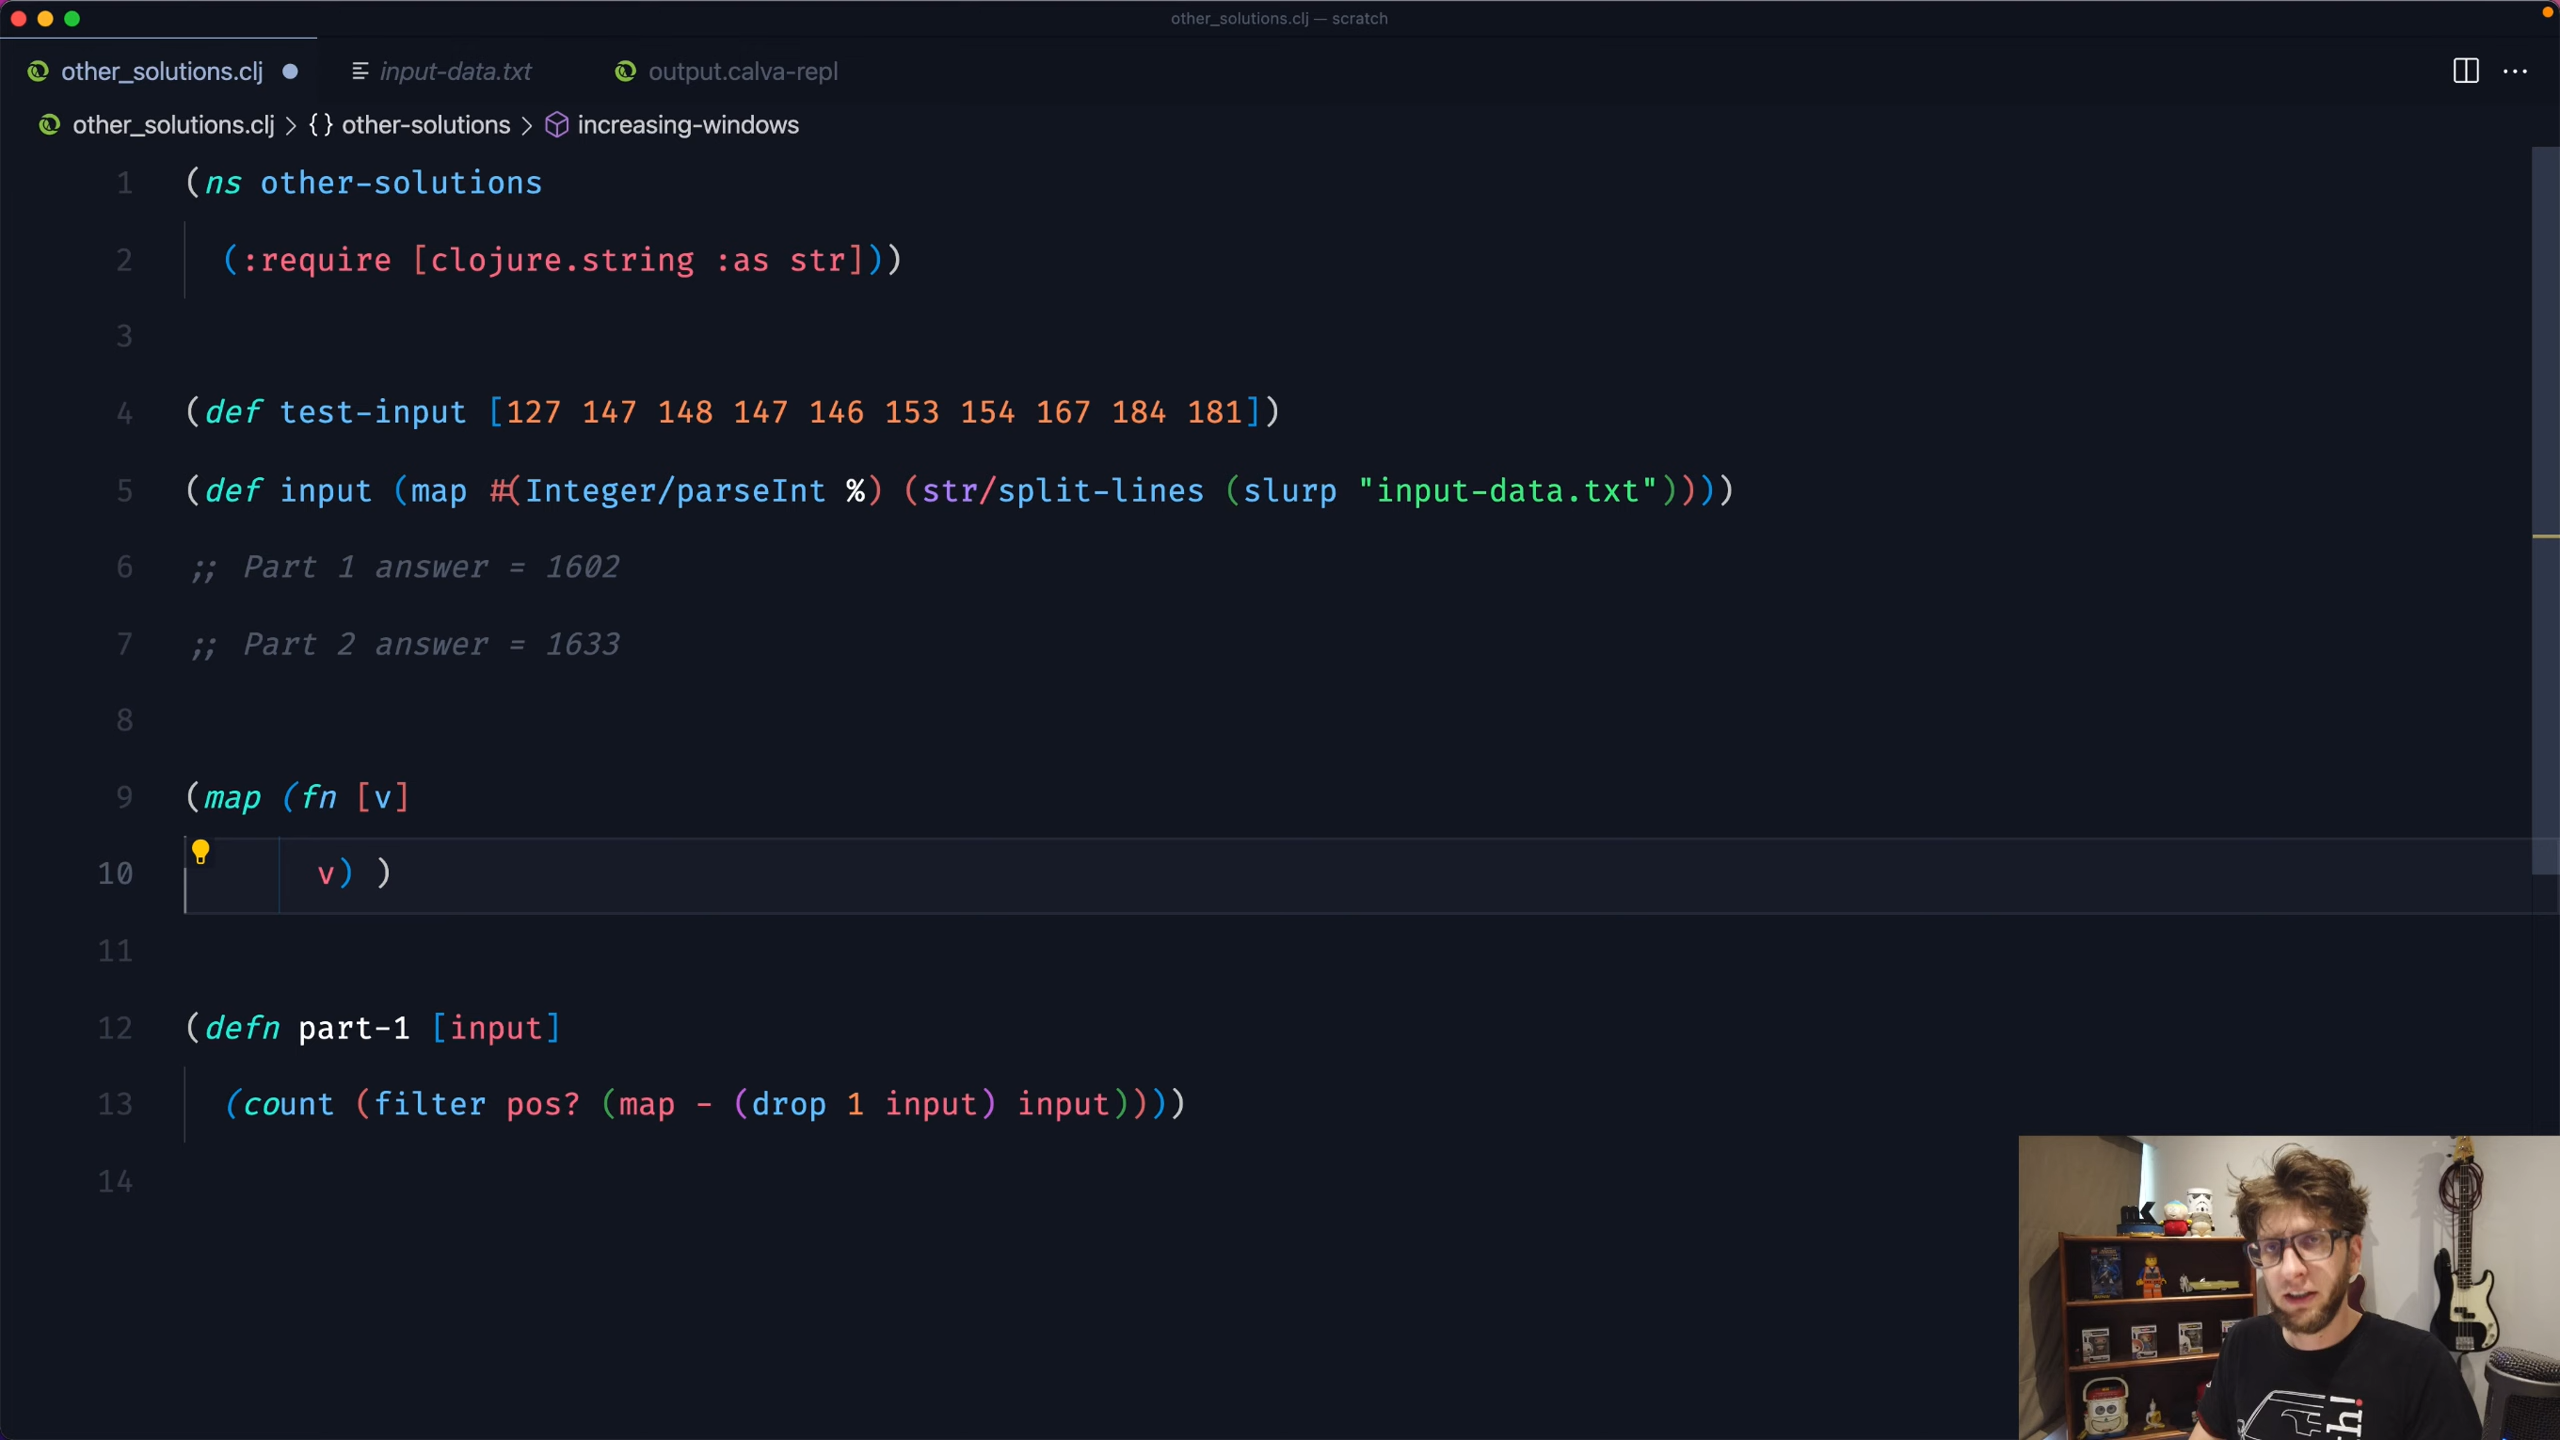 other_solutions.clj — scratch
other_solutions.clj input-data.txt output.calva-repl
other_solutions.clj > {} other-solutions > increasing-windows
1 (ns other-solutions
2 (:require [clojure.string :as str]))
3
4 (def test-input [127 147 148 147 146 153 154 167 184 181])
5 (def input (map #(Integer/parseInt %) (str/split-lines (slurp "input-data.txt"))))
6 ;; Part 1 answer = 1602
7 ;; Part 2 answer = 1633
8
9 (map (fn [v]
10 v) )
11
12 (defn part-1 [input]
13 (count (filter pos? (map - (drop 1 input) input))))
14